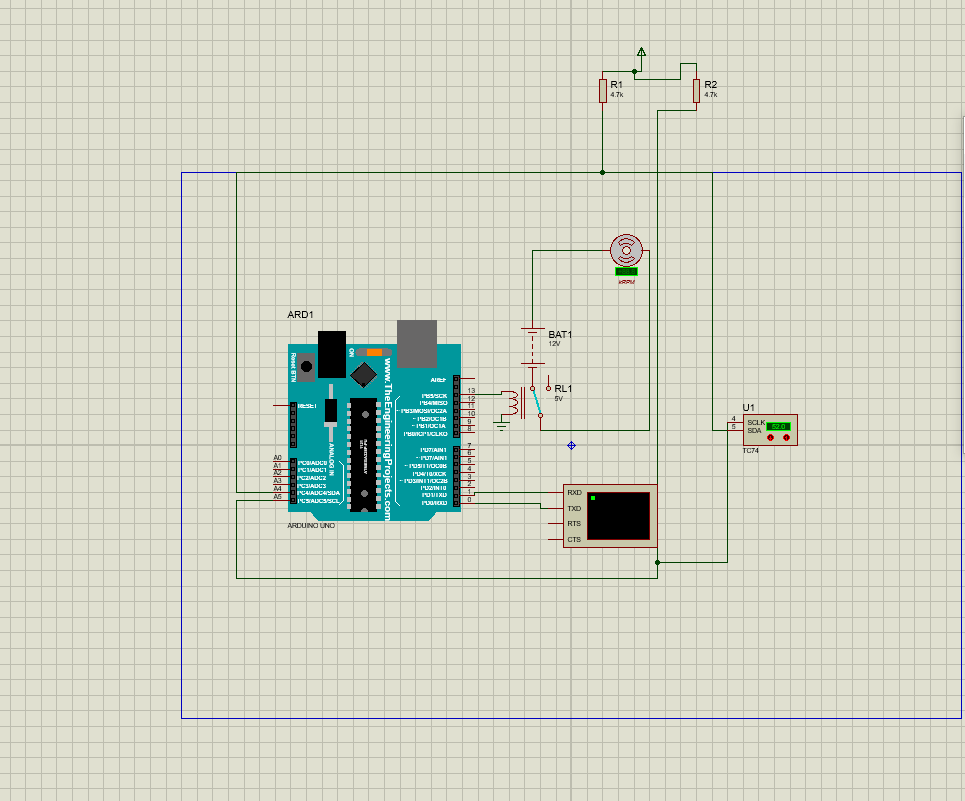 R1
4.7k
R2
4.7k
kRPM
ARD1
BAT1
12V
RL1
5V
ON
Reset BTN
www.TheEngineeringProjects.com
ANALOG IN
AREF
PB5/SCK 13
PB4/MISO 12
~ PB3/MOSI/OC2A 11
~ PB2/OC1B 10
~ PB1/OC1A 9
PB0/ICP1/CLKO 8
RESET
PD7/AIN1 7
~ PD6/AIN0 6
~ PD5/T1/OC0B 5
PD4/T0/XCK 4
~ PD3/INT1/OC2B 3
PD2/INT0 2
PD1/TXD 1
PD0/RXD 0
A0 PC0/ADC0
A1 PC1/ADC1
A2 PC2/ADC2
A3 PC3/ADC3
A4 PC4/ADC4/SDA
A5 PC5/ADC5/SCL
ARDUINO UNO
RXD
TXD
RTS
CTS
U1
4 SCLK
5 SDA
TC74